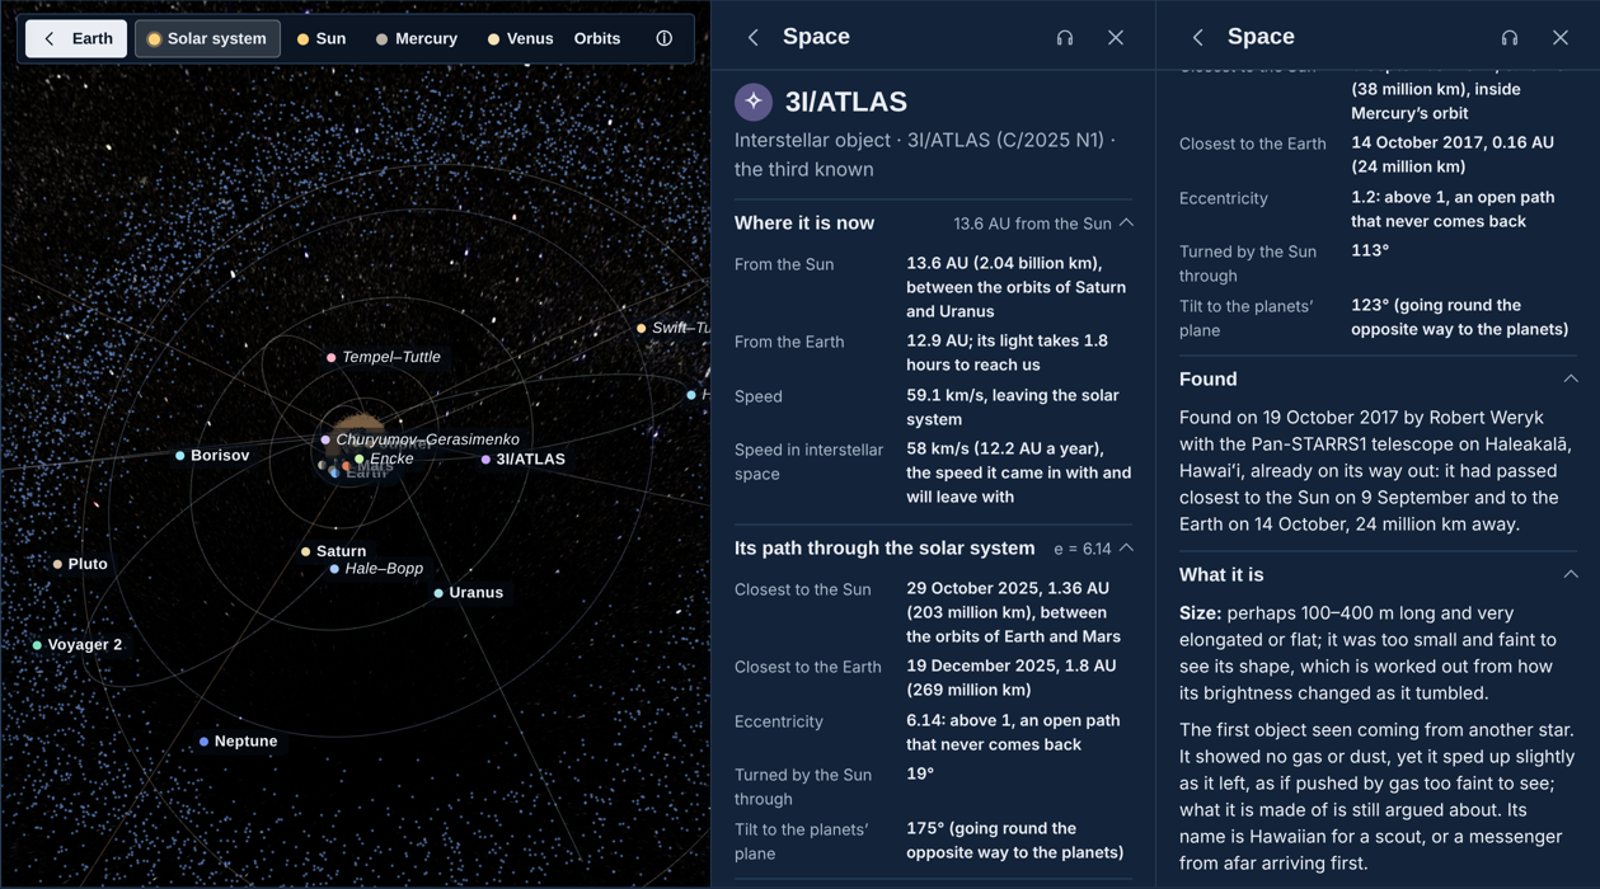 Earth
Solar system
Sun
Mercury
Venus
Orbits
Swift–Tu
Tempel–Tuttle
H
Churyumov–Gerasimenko
Encke
Mars
Earth
Borisov
3I/ATLAS
Saturn
Hale–Bopp
Pluto
Uranus
Voyager 2
Neptune
Space
3I/ATLAS
Interstellar object · 3I/ATLAS (C/2025 N1) ·
the third known
Where it is now 13.6 AU from the Sun
From the Sun 13.6 AU (2.04 billion km),
between the orbits of Saturn
and Uranus
From the Earth 12.9 AU; its light takes 1.8
hours to reach us
Speed 59.1 km/s, leaving the solar
system
Speed in interstellar 58 km/s (12.2 AU a year),
space the speed it came in with and
will leave with
Its path through the solar system e = 6.14
Closest to the Sun 29 October 2025, 1.36 AU
(203 million km), between
the orbits of Earth and Mars
Closest to the Earth 19 December 2025, 1.8 AU
(269 million km)
Eccentricity 6.14: above 1, an open path
that never comes back
Turned by the Sun 19°
through
Tilt to the planets’ 175° (going round the
plane opposite way to the planets)
Space
(38 million km), inside
Mercury’s orbit
Closest to the Earth 14 October 2017, 0.16 AU
(24 million km)
Eccentricity 1.2: above 1, an open path
that never comes back
Turned by the Sun 113°
through
Tilt to the planets’ 123° (going round the
plane opposite way to the planets)
Found
Found on 19 October 2017 by Robert Weryk
with the Pan-STARRS1 telescope on Haleakalā,
Hawaiʻi, already on its way out: it had passed
closest to the Sun on 9 September and to the
Earth on 14 October, 24 million km away.
What it is
Size: perhaps 100–400 m long and very
elongated or flat; it was too small and faint to
see its shape, which is worked out from how
its brightness changed as it tumbled.
The first object seen coming from another star.
It showed no gas or dust, yet it sped up slightly
as it left, as if pushed by gas too faint to see;
what it is made of is still argued about. Its
name is Hawaiian for a scout, or a messenger
from afar arriving first.